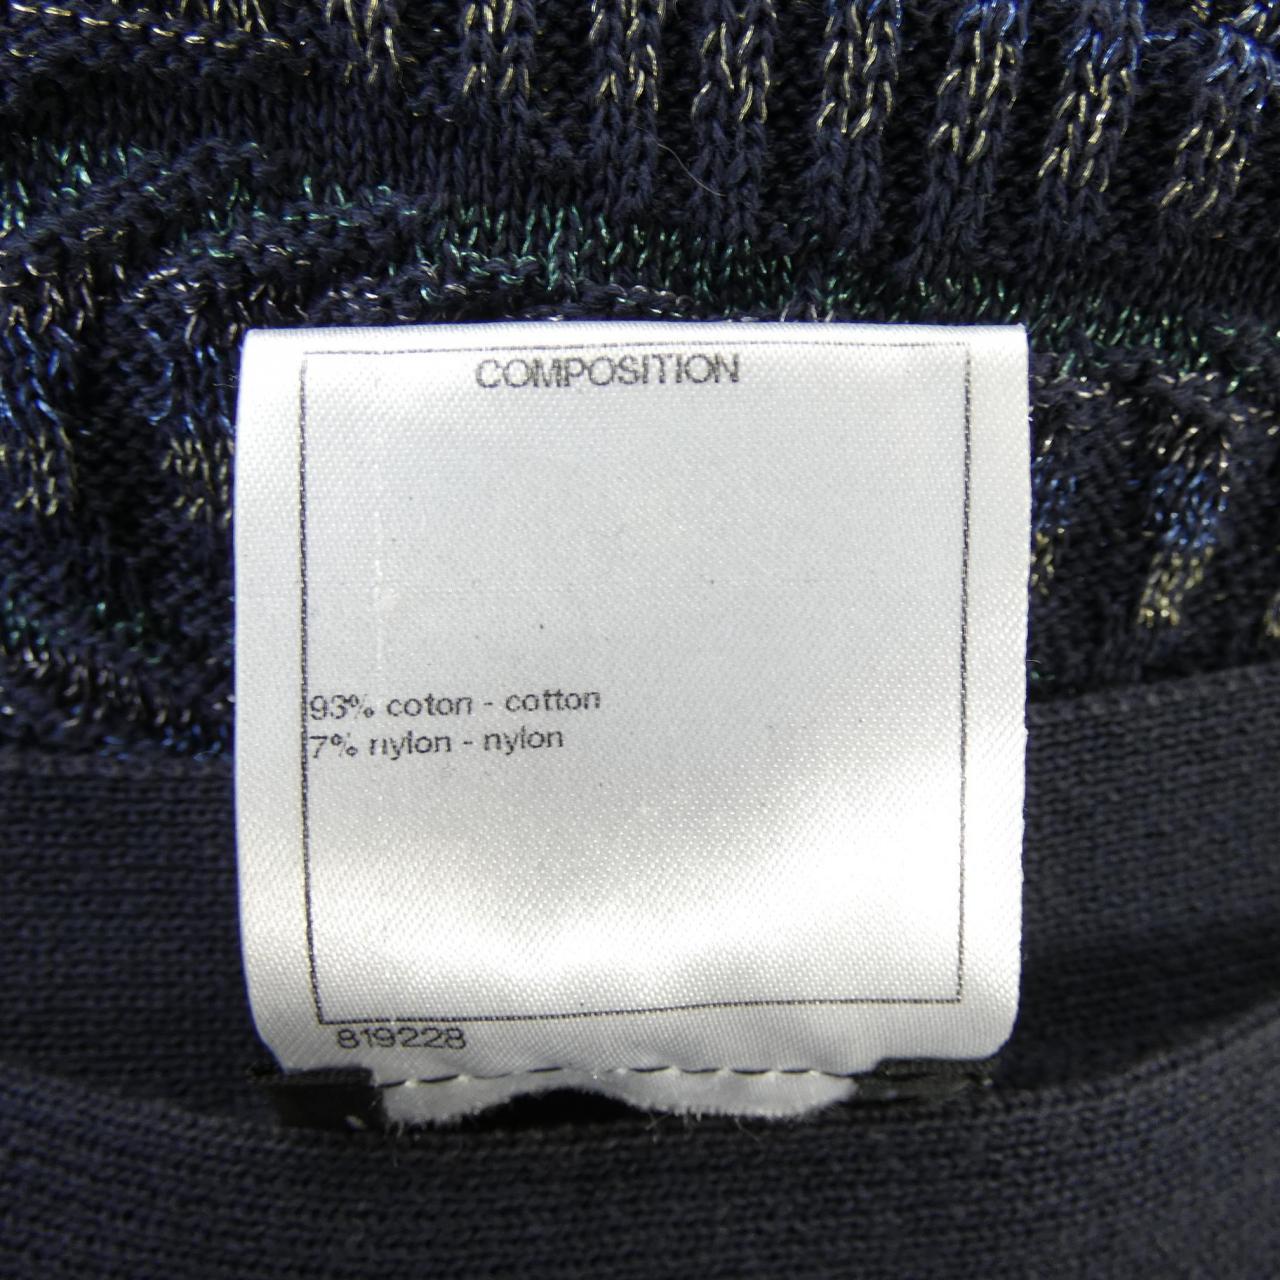 COMPOSITION
93% coton - cotton
7% nylon - nylon
819228